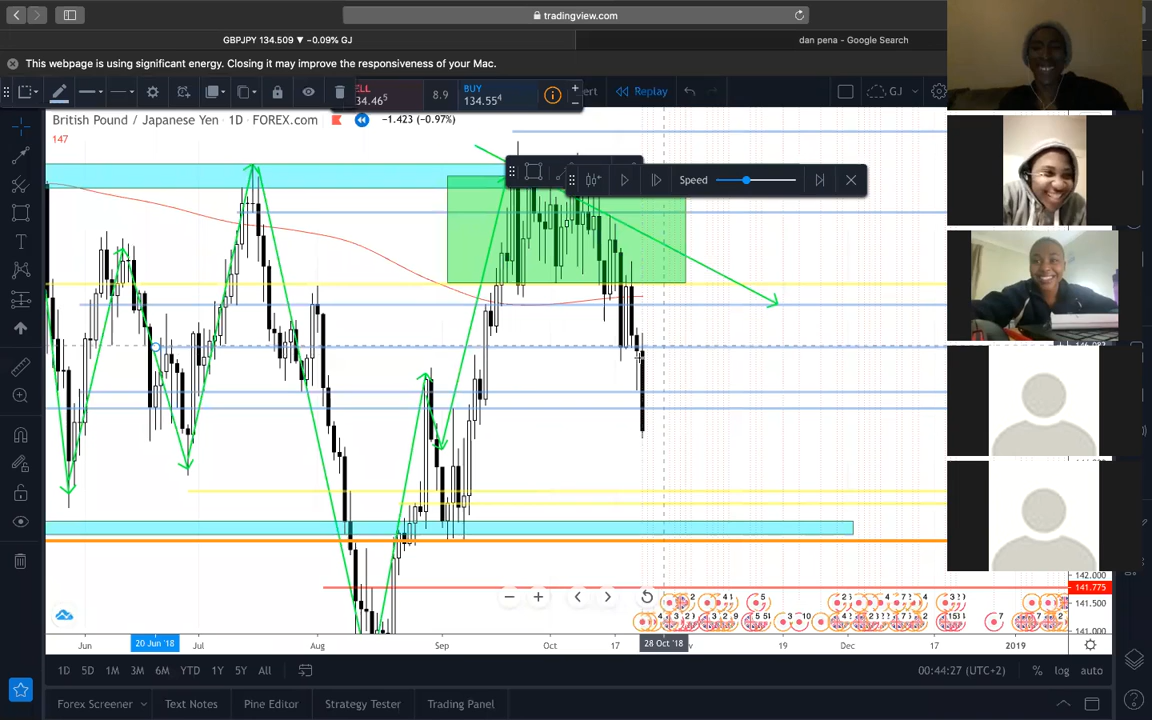 tradingview.com
GBPJPY 134.509 ▼ −0.09% GJ
dan pena - Google Search
This webpage is using significant energy. Closing it may improve the responsiveness of your Mac.
134.46⁵
8.9
BUY
134.55⁴
Replay
GJ
British Pound / Japanese Yen · 1D · FOREX.com
−1.423 (−0.97%)
147
Speed
142.000
141.775
141.500
141.000
Jun
20 Jun '18
Jul
Aug
Sep
Oct
17
28 Oct '18
19
Dec
19
2019
1D 5D 1M 3M 6M YTD 1Y 5Y All
00:44:27 (UTC+2)
% log auto
Forex Screener
Text Notes
Pine Editor
Strategy Tester
Trading Panel